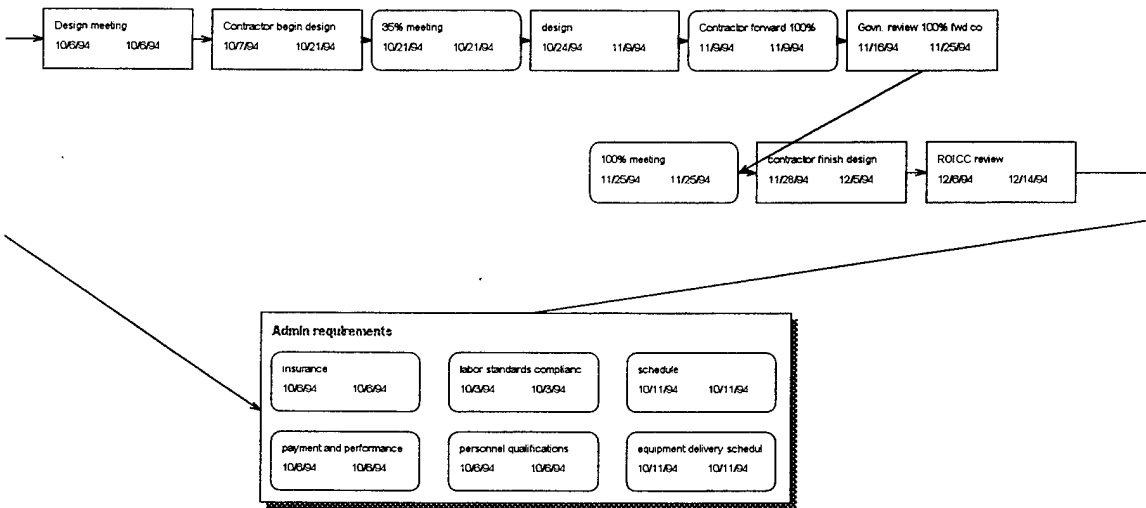 Design meeting
10/6/94 10/6/94
Contractor begin design
10/7/94 10/21/94
35% meeting
10/21/94 10/21/94
design
10/24/94 11/9/94
Contractor forward 100%
11/9/94 11/9/94
Govn. review 100% fwd co
11/16/94 11/25/94
100% meeting
11/25/94 11/25/94
contractor finish design
11/28/94 12/5/94
ROICC review
12/6/94 12/14/94
Admin requirements
insurance
10/6/94 10/6/94
labor standards complianc
10/3/94 10/3/94
schedule
10/11/94 10/11/94
payment and performance
10/6/94 10/6/94
personnel qualifications
10/6/94 10/6/94
equipment delivery schedul
10/11/94 10/11/94